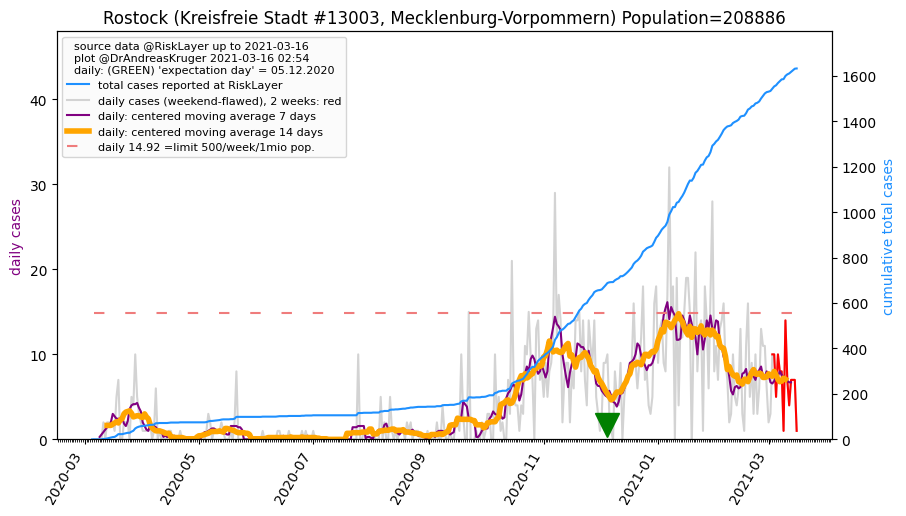 Rostock (Kreisfreie Stadt #13003, Mecklenburg-Vorpommern) Population=208886
source data @RiskLayer up to 2021-03-16
plot @DrAndreasKruger 2021-03-16 02:54
daily: (GREEN) 'expectation day' = 05.12.2020
total cases reported at RiskLayer
daily cases (weekend-flawed), 2 weeks: red
daily: centered moving average 7 days
daily: centered moving average 14 days
daily 14.92 =limit 500/week/1mio pop.
daily cases
40
30
20
10
0
1600
1400
1200
1000
800
600
400
200
0
cumulative total cases
2020-03
2020-05
2020-07
2020-09
2020-11
2021-01
2021-03